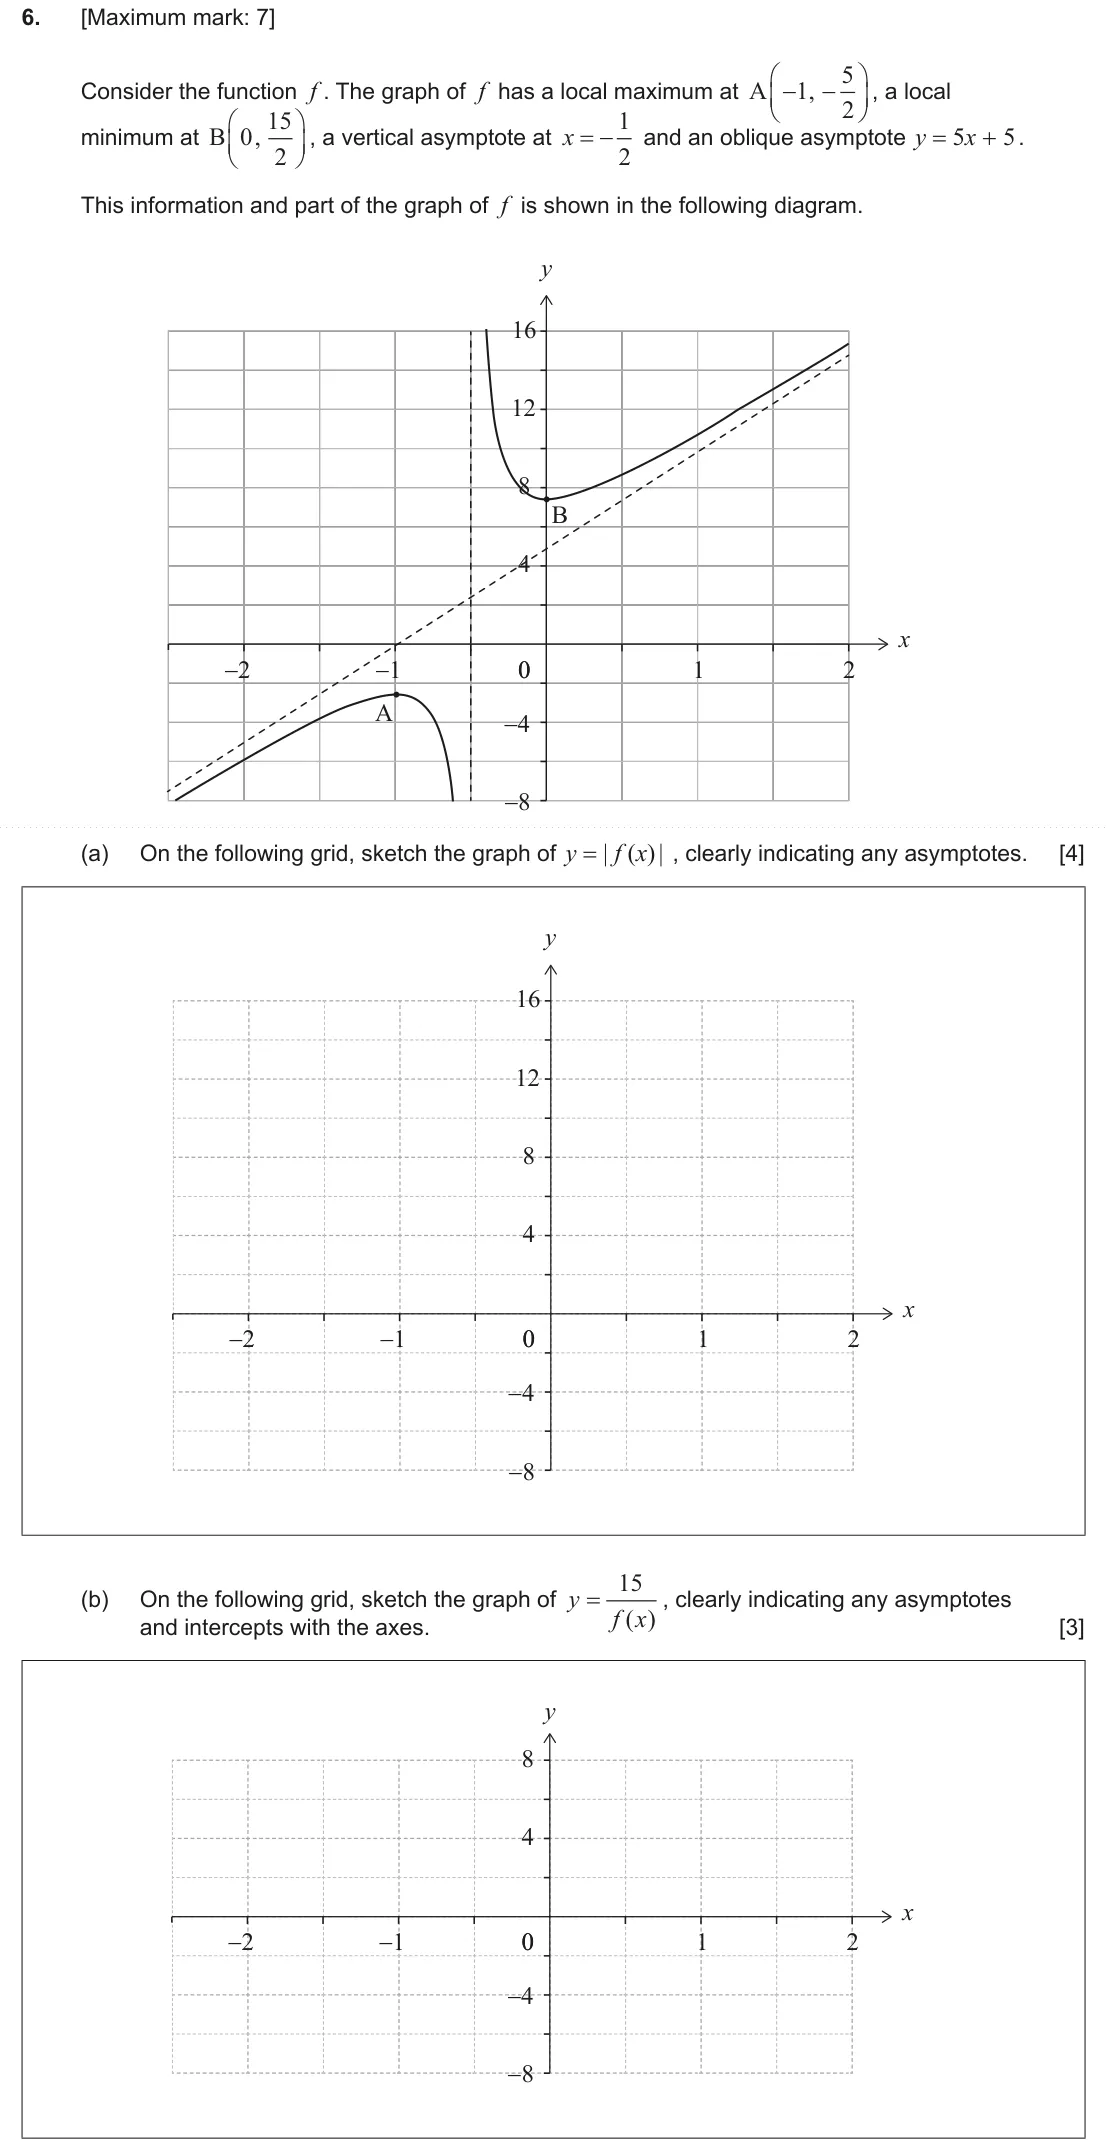 6. [Maximum mark: 7]
Consider the function f. The graph of f has a local maximum at A(−1, −5/2), a local
minimum at B(0, 15/2), a vertical asymptote at x = −1/2 and an oblique asymptote y = 5x + 5.
This information and part of the graph of f is shown in the following diagram.
y
16
12
8
B
4
x
−2 −1 0 1 2
A
−4
−8
(a) On the following grid, sketch the graph of y = |f(x)|, clearly indicating any asymptotes. [4]
y
16
12
8
4
x
−2 −1 0 1 2
−4
−8
(b) On the following grid, sketch the graph of y = 15/f(x), clearly indicating any asymptotes
and intercepts with the axes. [3]
y
8
4
x
−2 −1 0 1 2
−4
−8